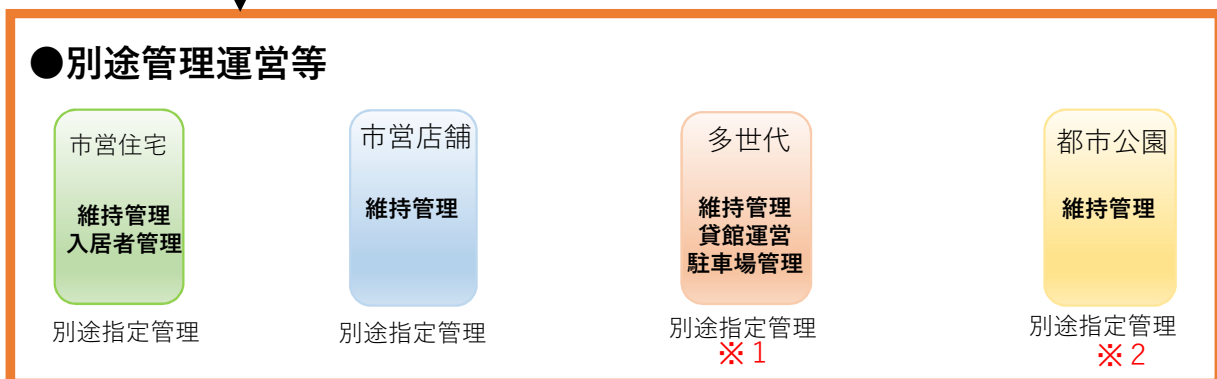 ●別途管理運営等
市営住宅
維持管理
入居者管理
別途指定管理
市営店舗
維持管理
別途指定管理
多世代
維持管理
貸館運営
駐車場管理
別途指定管理
※１
都市公園
維持管理
別途指定管理
※２